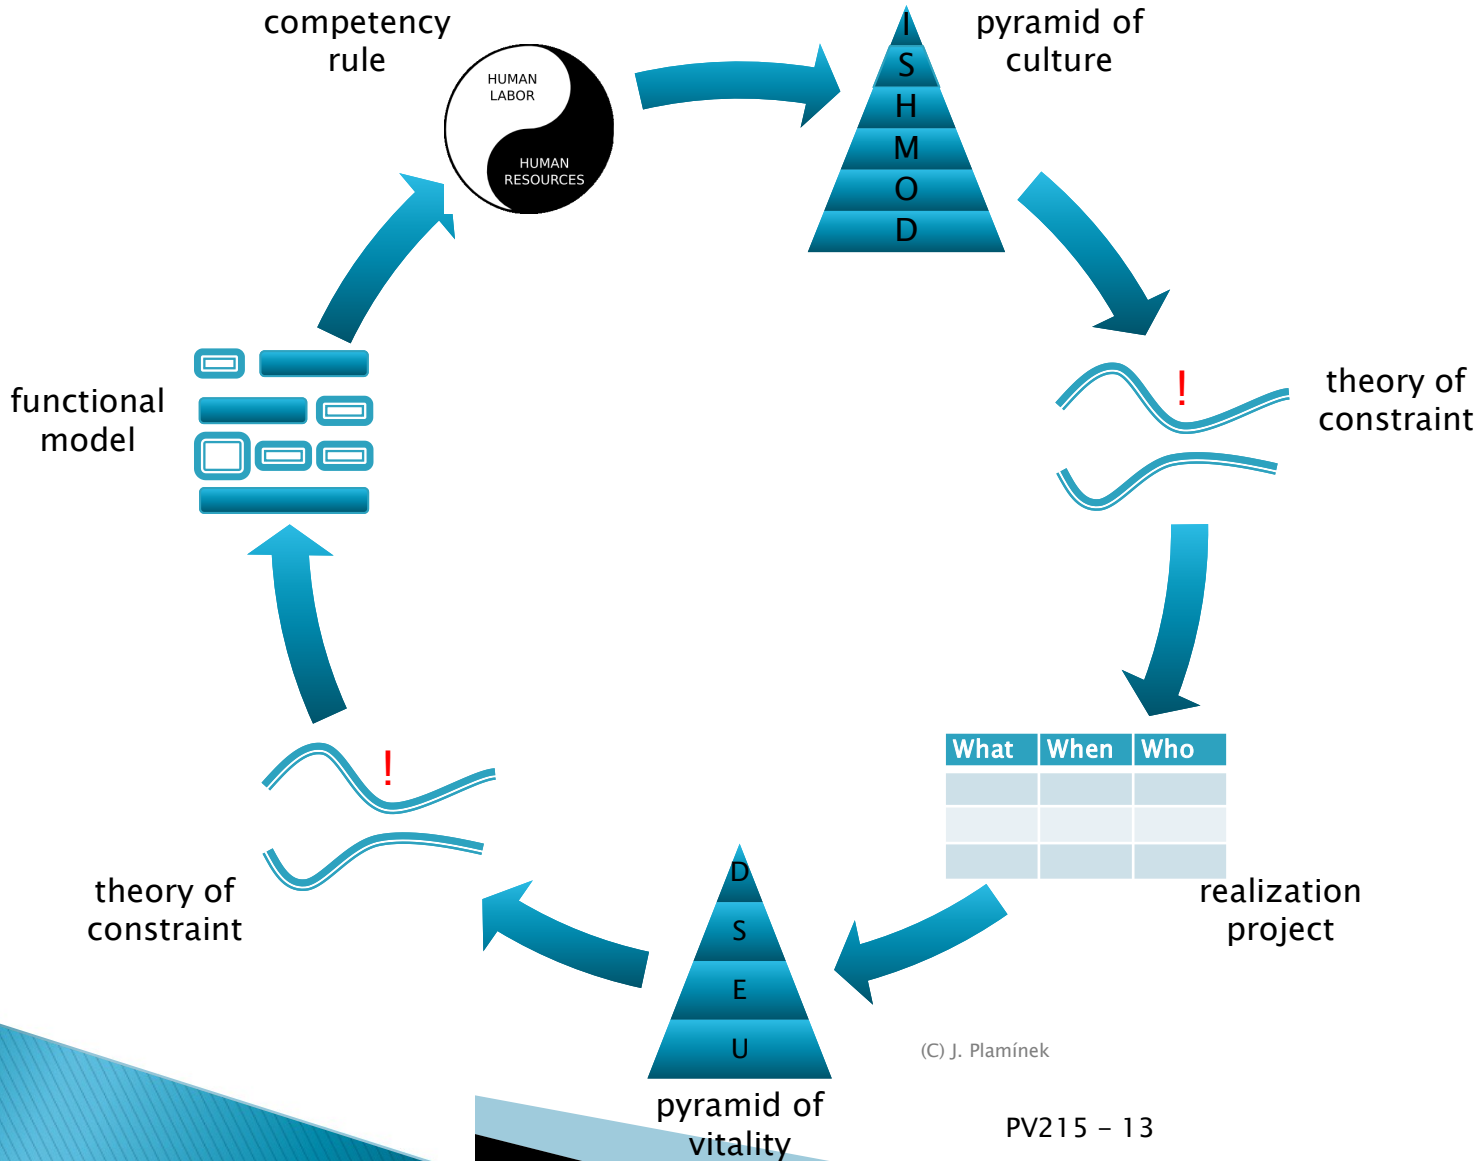 competency
rule
HUMAN
LABOR
HUMAN
RESOURCES
I
S
H
M
O
D
pyramid of
culture
theory of
constraint
!
functional
model
What When Who
realization
project
!
theory of
constraint
D
S
E
U
pyramid of
vitality
(C) J. Plamínek
PV215 – 13